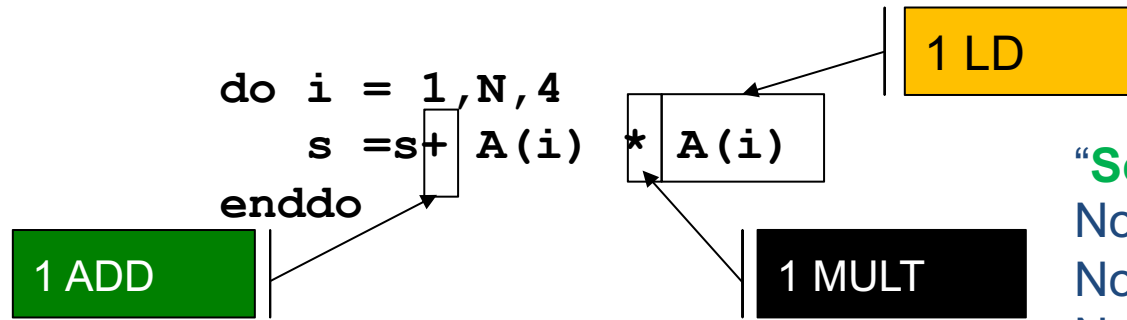 1 LD
do i = 1,N,4
s =s+ A(i) * A(i)
enddo
1 ADD
1 MULT